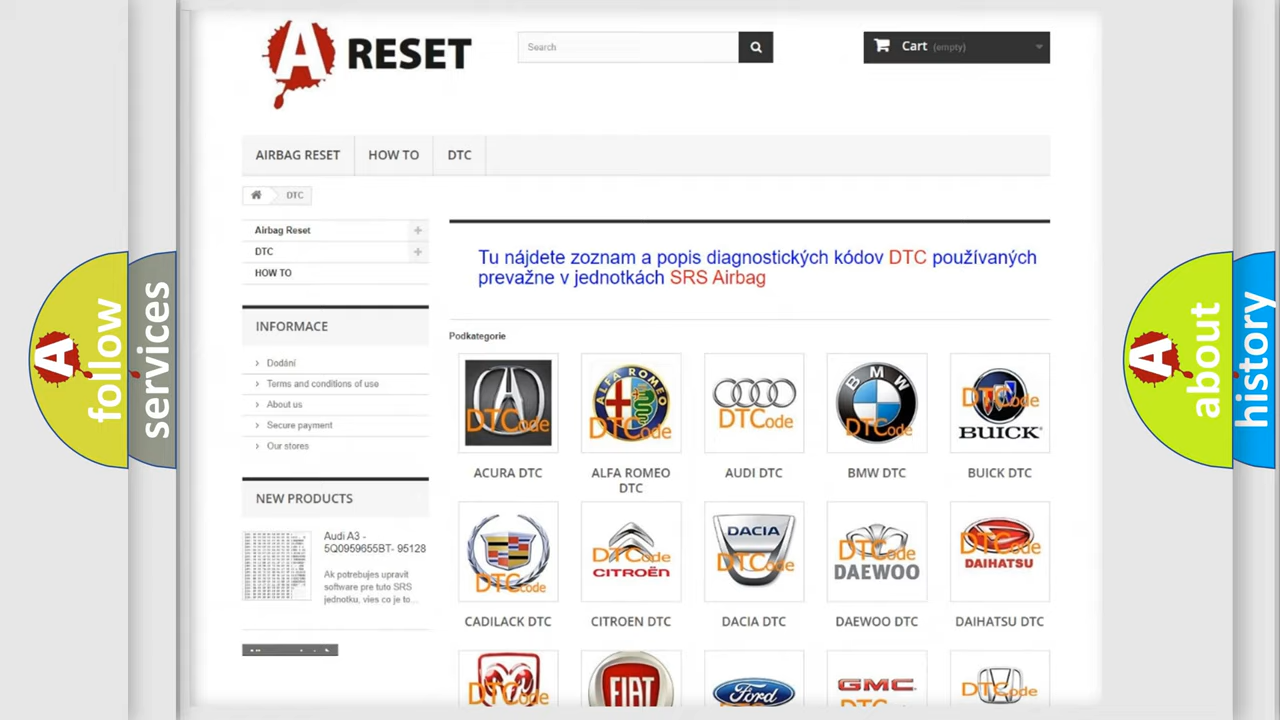 A RESET
Search
Cart (empty)
AIRBAG RESET
HOW TO
DTC
DTC
Airbag Reset
DTC
HOW TO
Tu nájdete zoznam a popis diagnostických kódov DTC používaných
prevažne v jednotkách SRS Airbag
INFORMACE
Dodání
Terms and conditions of use
About us
Secure payment
Our stores
NEW PRODUCTS
Audi A3 -
5Q0959655BT- 95128
Ak potrebujes upravit
software pre tuto SRS
jednotku, vies co je to...
Podkategorie
DTCode
ALFA ROMEO
DTCode
DTCode
BMW
DTCode
DTCode
BUICK
ACURA DTC
ALFA ROMEO
DTC
AUDI DTC
BMW DTC
BUICK DTC
DTCode
DTCode
CITROËN
DACIA
DTCode
DTCode
DAEWOO
DTCode
DAIHATSU
CADILACK DTC
CITROEN DTC
DACIA DTC
DAEWOO DTC
DAIHATSU DTC
DTCode
FIAT
Ford
GMC
DTCode
A
follow
services
A
about
history